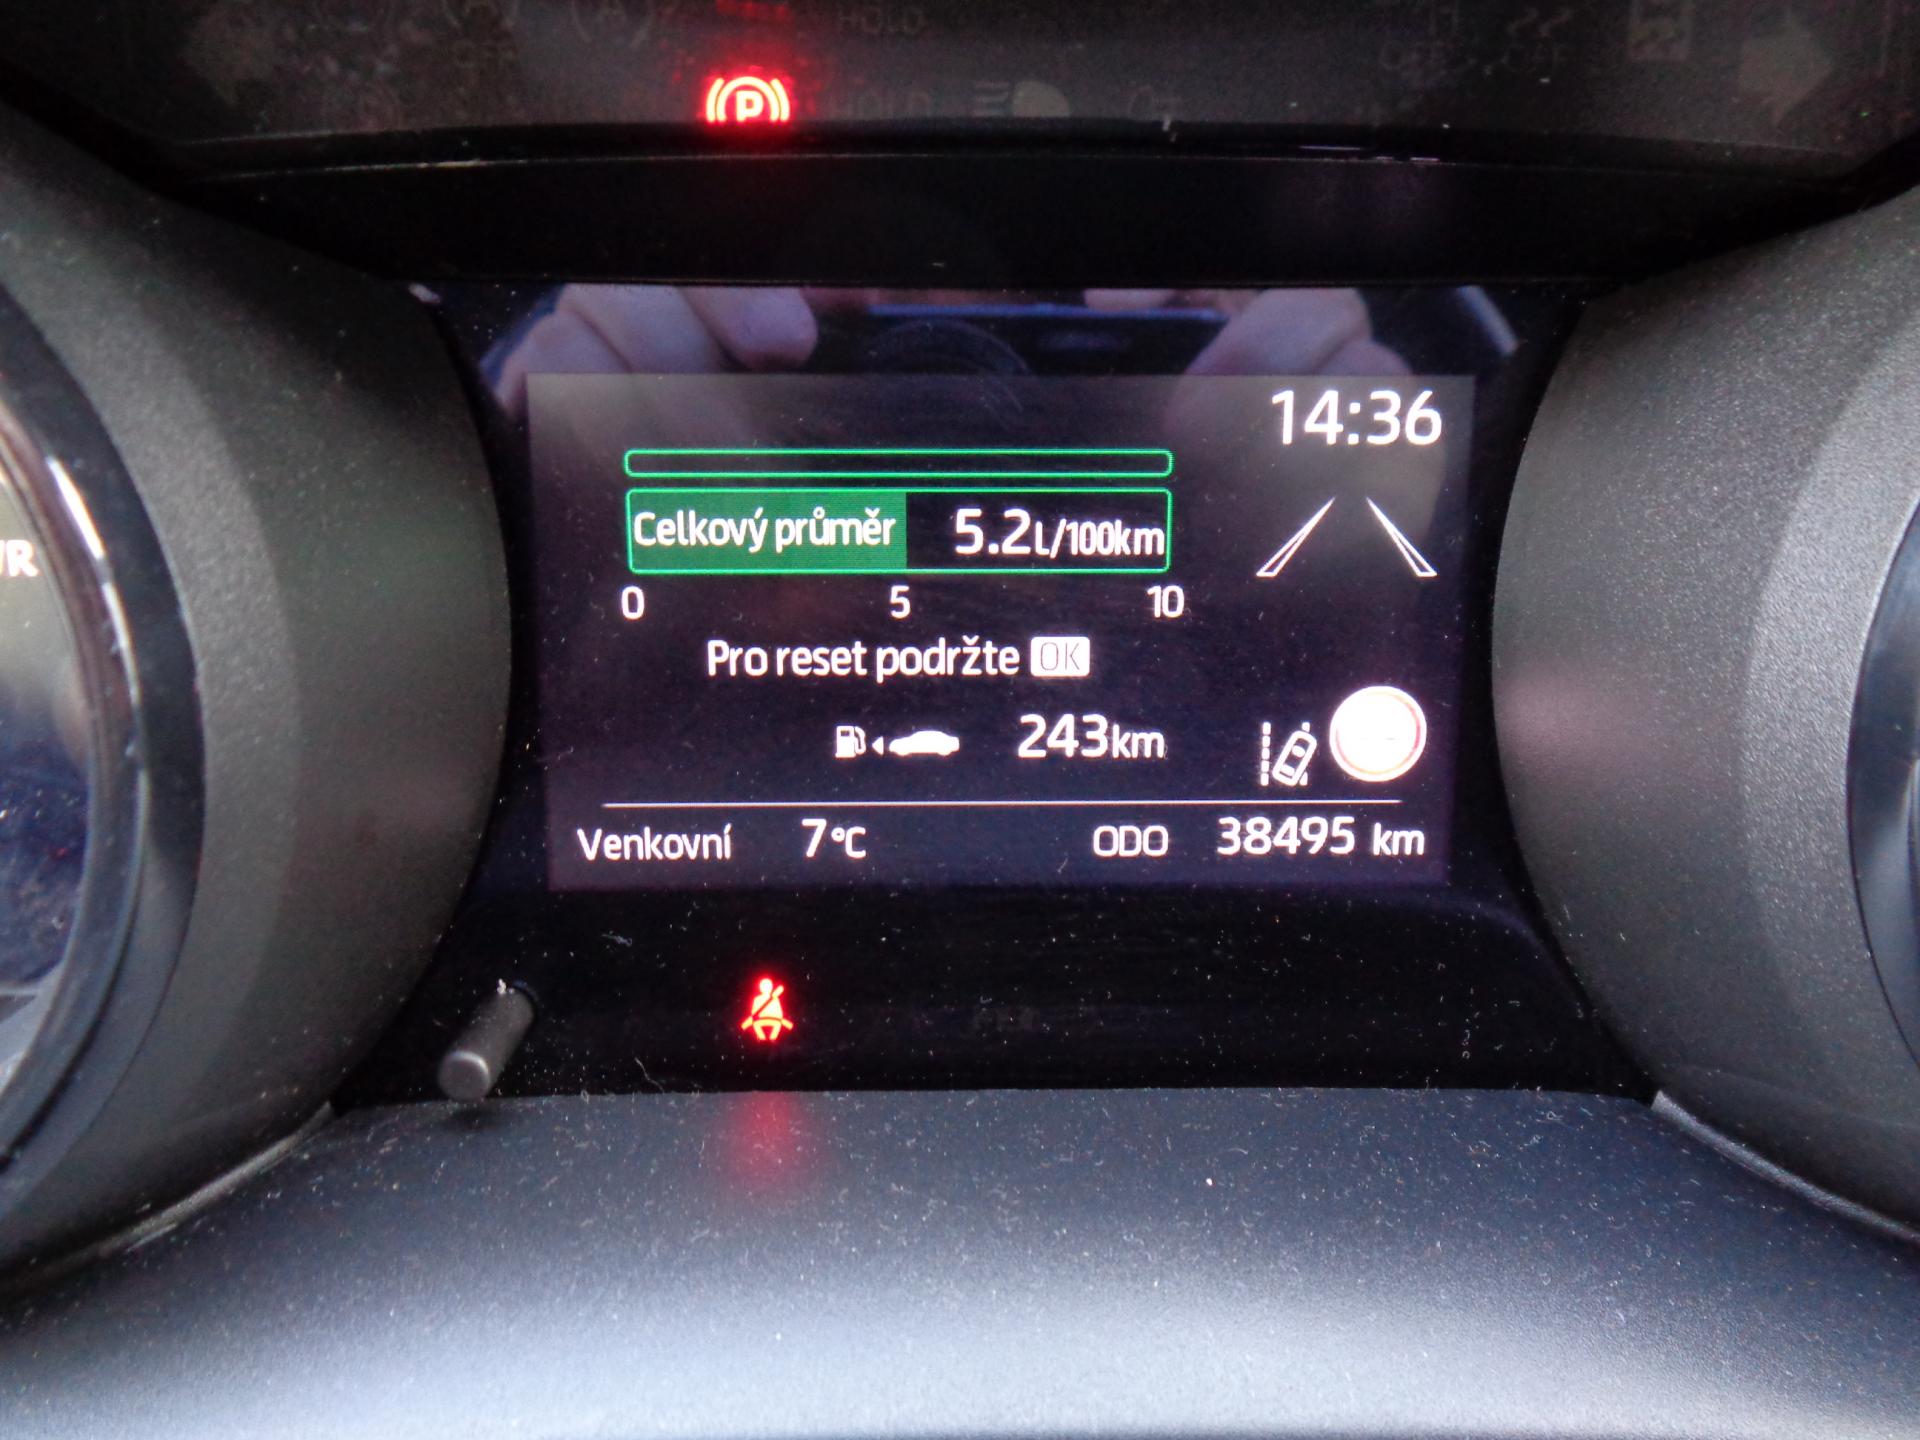 P
14:36
Celkový průměr 5.2L/100km
0 5 10
Pro reset podržte OK
243km
Venkovní 7°C ODO 38495 km